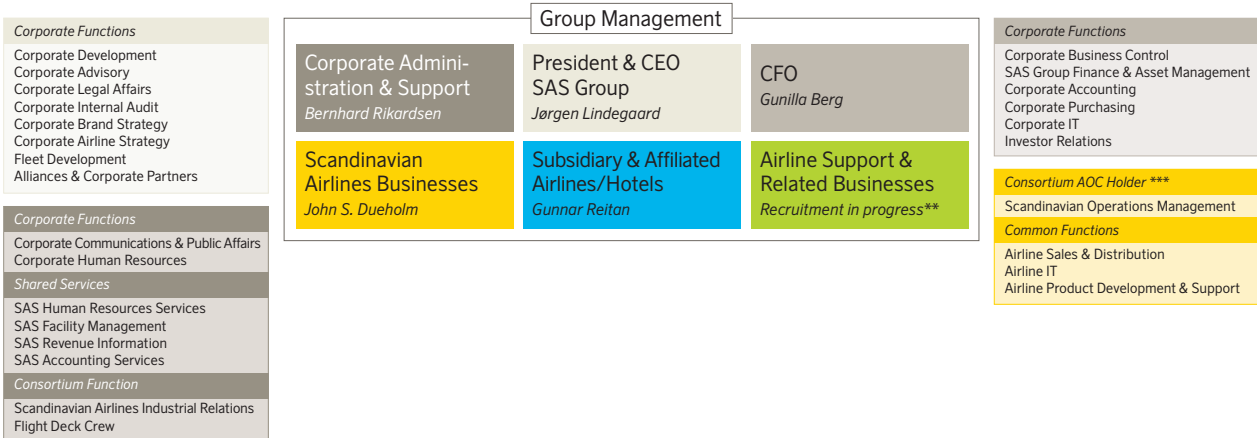 Corporate Functions
Corporate Development
Corporate Advisory
Corporate Legal Affairs
Corporate Internal Audit
Corporate Brand Strategy
Corporate Airline Strategy
Fleet Development
Alliances & Corporate Partners
Corporate Functions
Corporate Communications & Public Affairs
Corporate Human Resources
Shared Services
SAS Human Resources Services
SAS Facility Management
SAS Revenue Information
SAS Accounting Services
Consortium Function
Scandinavian Airlines Industrial Relations
Flight Deck Crew
Group Management
Corporate Admini-
stration & Support
Bernhard Rikardsen
President & CEO
SAS Group
Jørgen Lindegaard
CFO
Gunilla Berg
Scandinavian
Airlines Businesses
John S. Dueholm
Subsidiary & Affiliated
Airlines/Hotels
Gunnar Reitan
Airline Support &
Related Businesses
Recruitment in progress**
Corporate Functions
Corporate Business Control
SAS Group Finance & Asset Management
Corporate Accounting
Corporate Purchasing
Corporate IT
Investor Relations
Consortium AOC Holder ***
Scandinavian Operations Management
Common Functions
Airline Sales & Distribution
Airline IT
Airline Product Development & Support